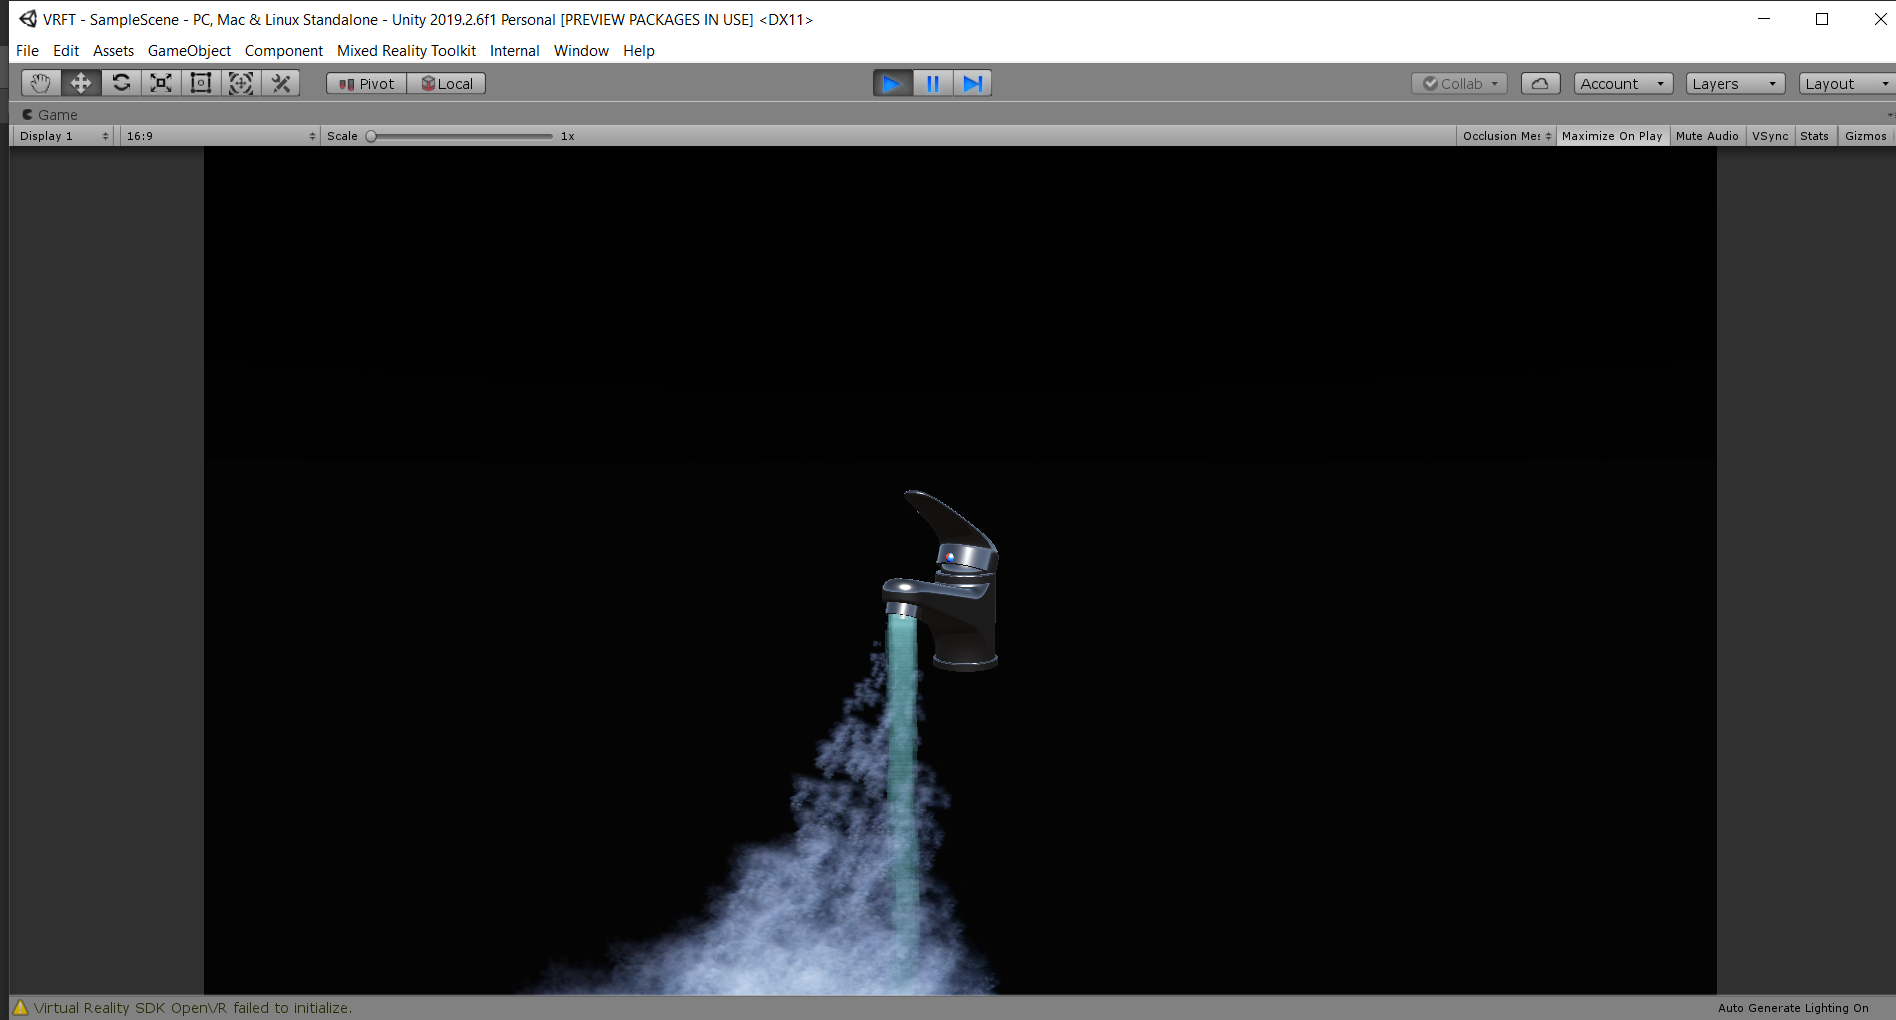 VRFT - SampleScene - PC, Mac & Linux Standalone - Unity 2019.2.6f1 Personal [PREVIEW PACKAGES IN USE] <DX11>
File Edit Assets GameObject Component Mixed Reality Toolkit Internal Window Help
Pivot Local Collab Account Layers Layout
Game
Display 1 16:9 Scale 1x Occlusion Mes Maximize On Play Mute Audio VSync Stats Gizmos
Virtual Reality SDK OpenVR failed to initialize. Auto Generate Lighting On